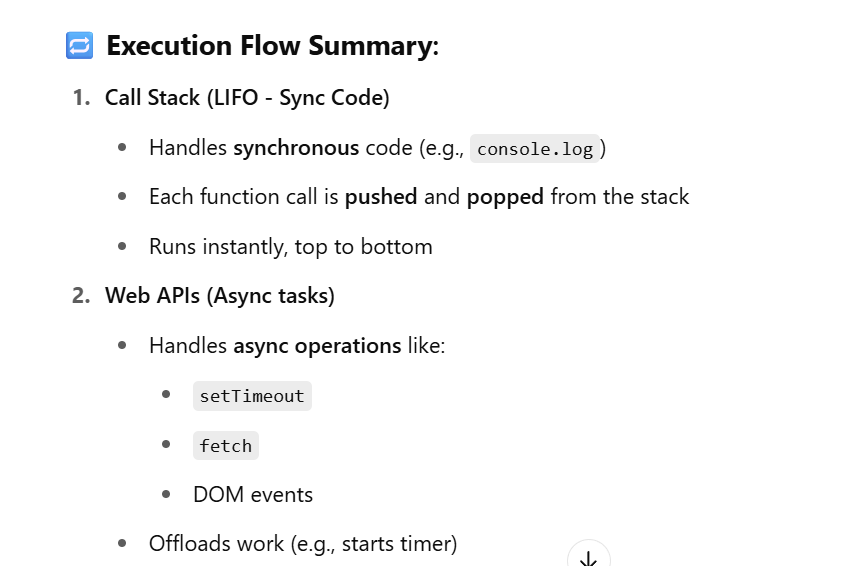 Execution Flow Summary:
1. Call Stack (LIFO - Sync Code)
• Handles synchronous code (e.g., console.log)
• Each function call is pushed and popped from the stack
• Runs instantly, top to bottom
2. Web APIs (Async tasks)
• Handles async operations like:
• setTimeout
• fetch
• DOM events
• Offloads work (e.g., starts timer)